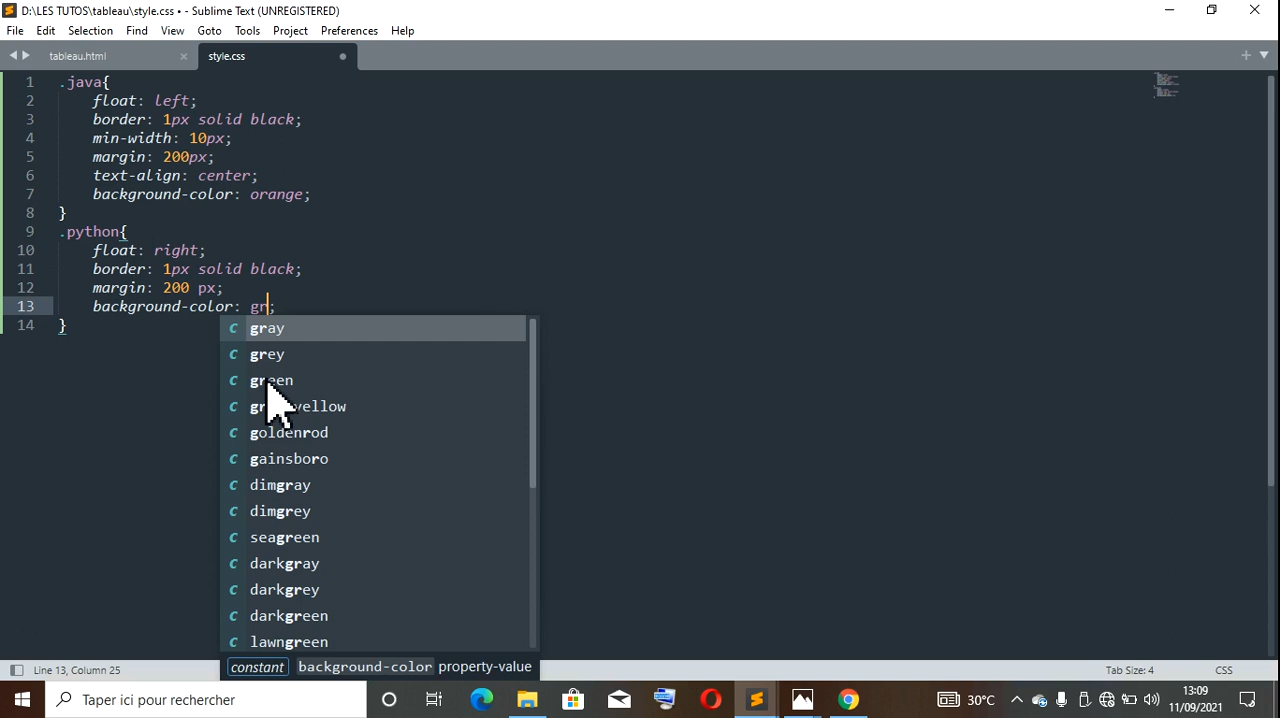 D:\LES TUTOS\tableau\style.css • - Sublime Text (UNREGISTERED)
File Edit Selection Find View Goto Tools Project Preferences Help
tableau.html style.css
1 .java{
2 float: left;
3 border: 1px solid black;
4 min-width: 10px;
5 margin: 200px;
6 text-align: center;
7 background-color: orange;
8 }
9 .python{
10 float: right;
11 border: 1px solid black;
12 margin: 200 px;
13 background-color: gr;
14 }
C gray
C grey
C green
C yellow
C goldenrod
C gainsboro
C dimgray
C dimgrey
C seagreen
C darkgray
C darkgrey
C darkgreen
C lawngreen
constant background-color property-value
Line 13, Column 25 Tab Size: 4 CSS
Taper ici pour rechercher 30°C 13:09
11/09/2021